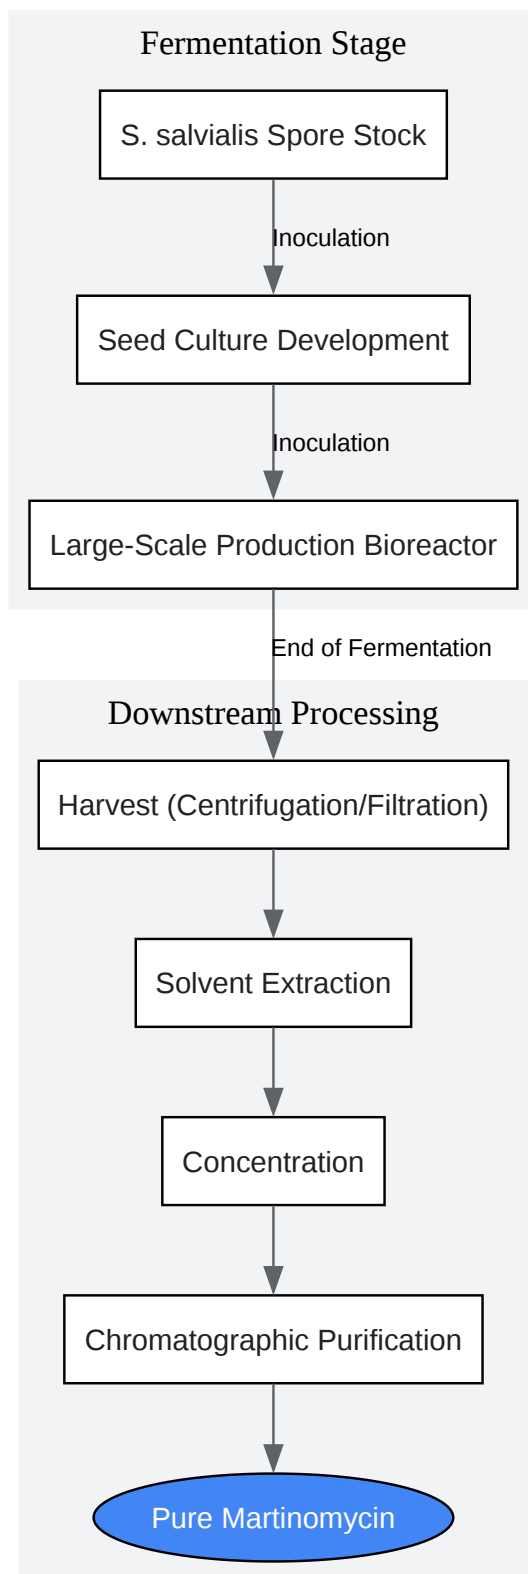 Fermentation Stage
S. salvialis Spore Stock
Inoculation
Seed Culture Development
Inoculation
Large-Scale Production Bioreactor
End of Fermentation
Downstream Processing
Harvest (Centrifugation/Filtration)
Solvent Extraction
Concentration
Chromatographic Purification
Pure Martinomycin